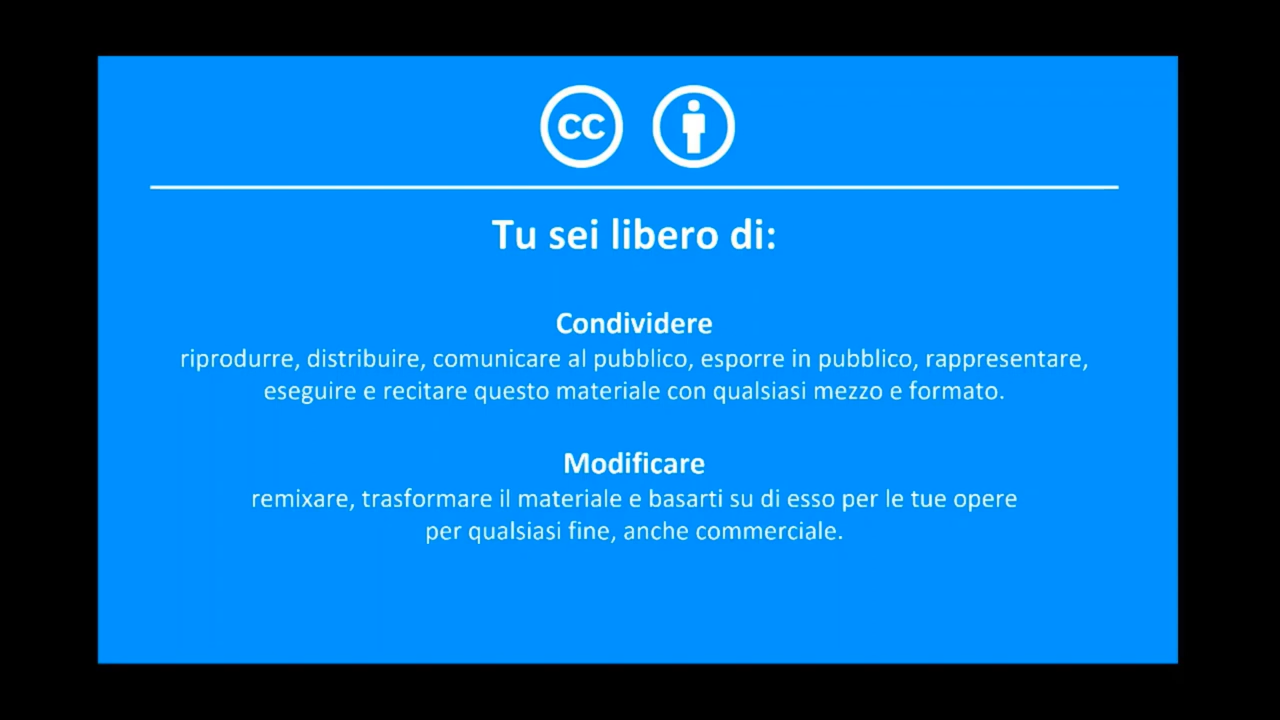 cc
Tu sei libero di:
Condividere
riprodurre, distribuire, comunicare al pubblico, esporre in pubblico, rappresentare,
eseguire e recitare questo materiale con qualsiasi mezzo e formato.
Modificare
remixare, trasformare il materiale e basarti su di esso per le tue opere
per qualsiasi fine, anche commerciale.